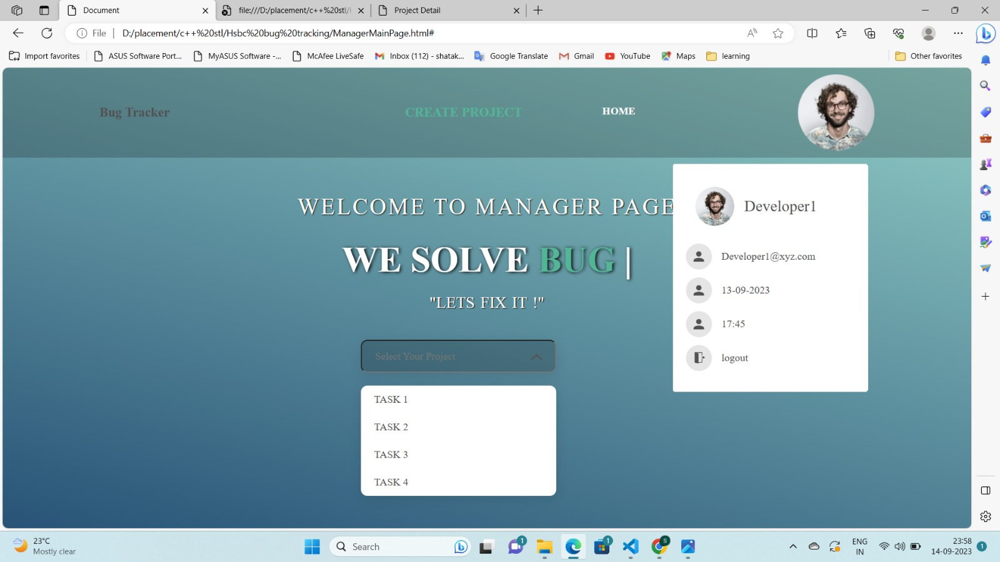 Document
file:///D:/placement/c++%20stl/H
Project Detail
File
D:/placement/c++%20stl/Hsbc%20bug%20tracking/ManagerMainPage.html#
Import favorites
ASUS Software Port...
MyASUS Software -...
McAfee LiveSafe
Inbox (112) - shatak...
Google Translate
Gmail
YouTube
Maps
learning
Other favorites
Bug Tracker
CREATE PROJECT
HOME
WELCOME TO MANAGER PAGE
WE SOLVE BUG |
"LETS FIX IT !"
Select Your Project
TASK 1
TASK 2
TASK 3
TASK 4
Developer1
Developer1@xyz.com
13-09-2023
17:45
logout
23°C
Mostly clear
Search
1
1
S
ENG
IN
23:58
14-09-2023
1